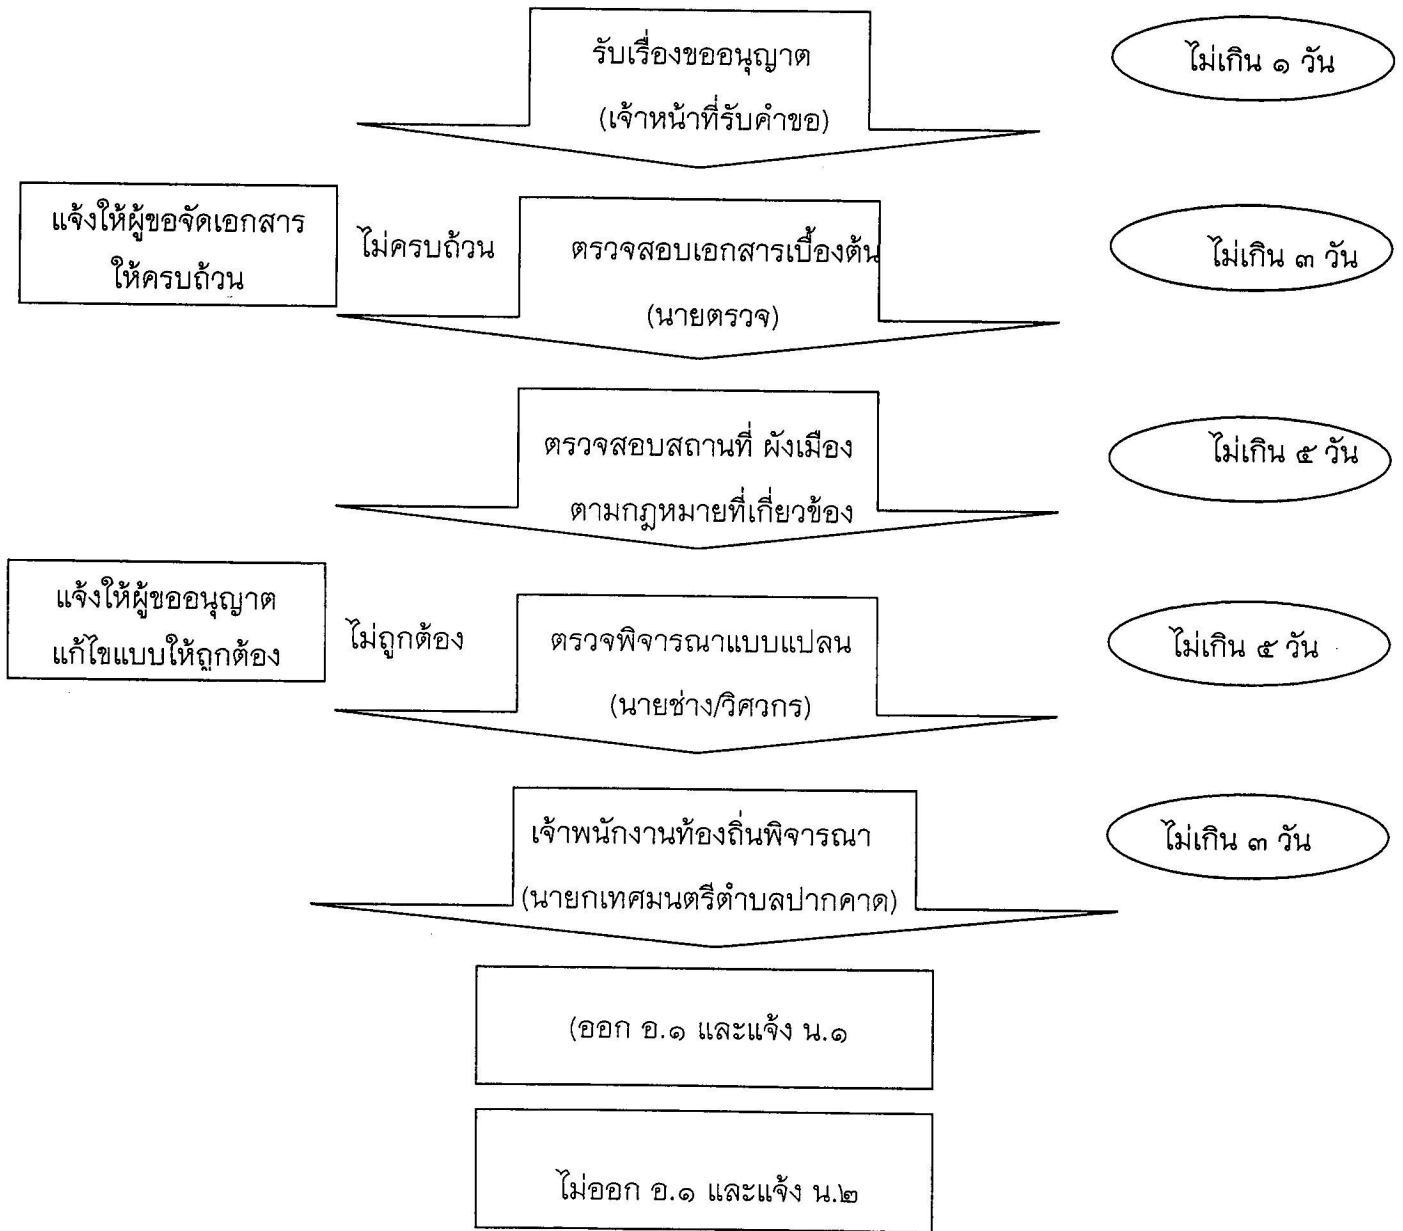 รับเรื่องขออนุญาต
(เจ้าหน้าที่รับคำขอ)
ไม่เกิน ๑ วัน
แจ้งให้ผู้ขอจัดเอกสาร
ให้ครบถ้วน
ไม่ครบถ้วน
ตรวจสอบเอกสารเบื้องต้น
(นายตรวจ)
ไม่เกิน ๓ วัน
ตรวจสอบสถานที่ ผังเมือง
ตามกฎหมายที่เกี่ยวข้อง
ไม่เกิน ๕ วัน
แจ้งให้ผู้ขออนุญาต
แก้ไขแบบให้ถูกต้อง
ไม่ถูกต้อง
ตรวจพิจารณาแบบแปลน
(นายช่าง/วิศวกร)
ไม่เกิน ๕ วัน
เจ้าพนักงานท้องถิ่นพิจารณา
(นายกเทศมนตรีตำบลปากคาด)
ไม่เกิน ๓ วัน
(ออก อ.๑ และแจ้ง น.๑
ไม่ออก อ.๑ และแจ้ง น.๒